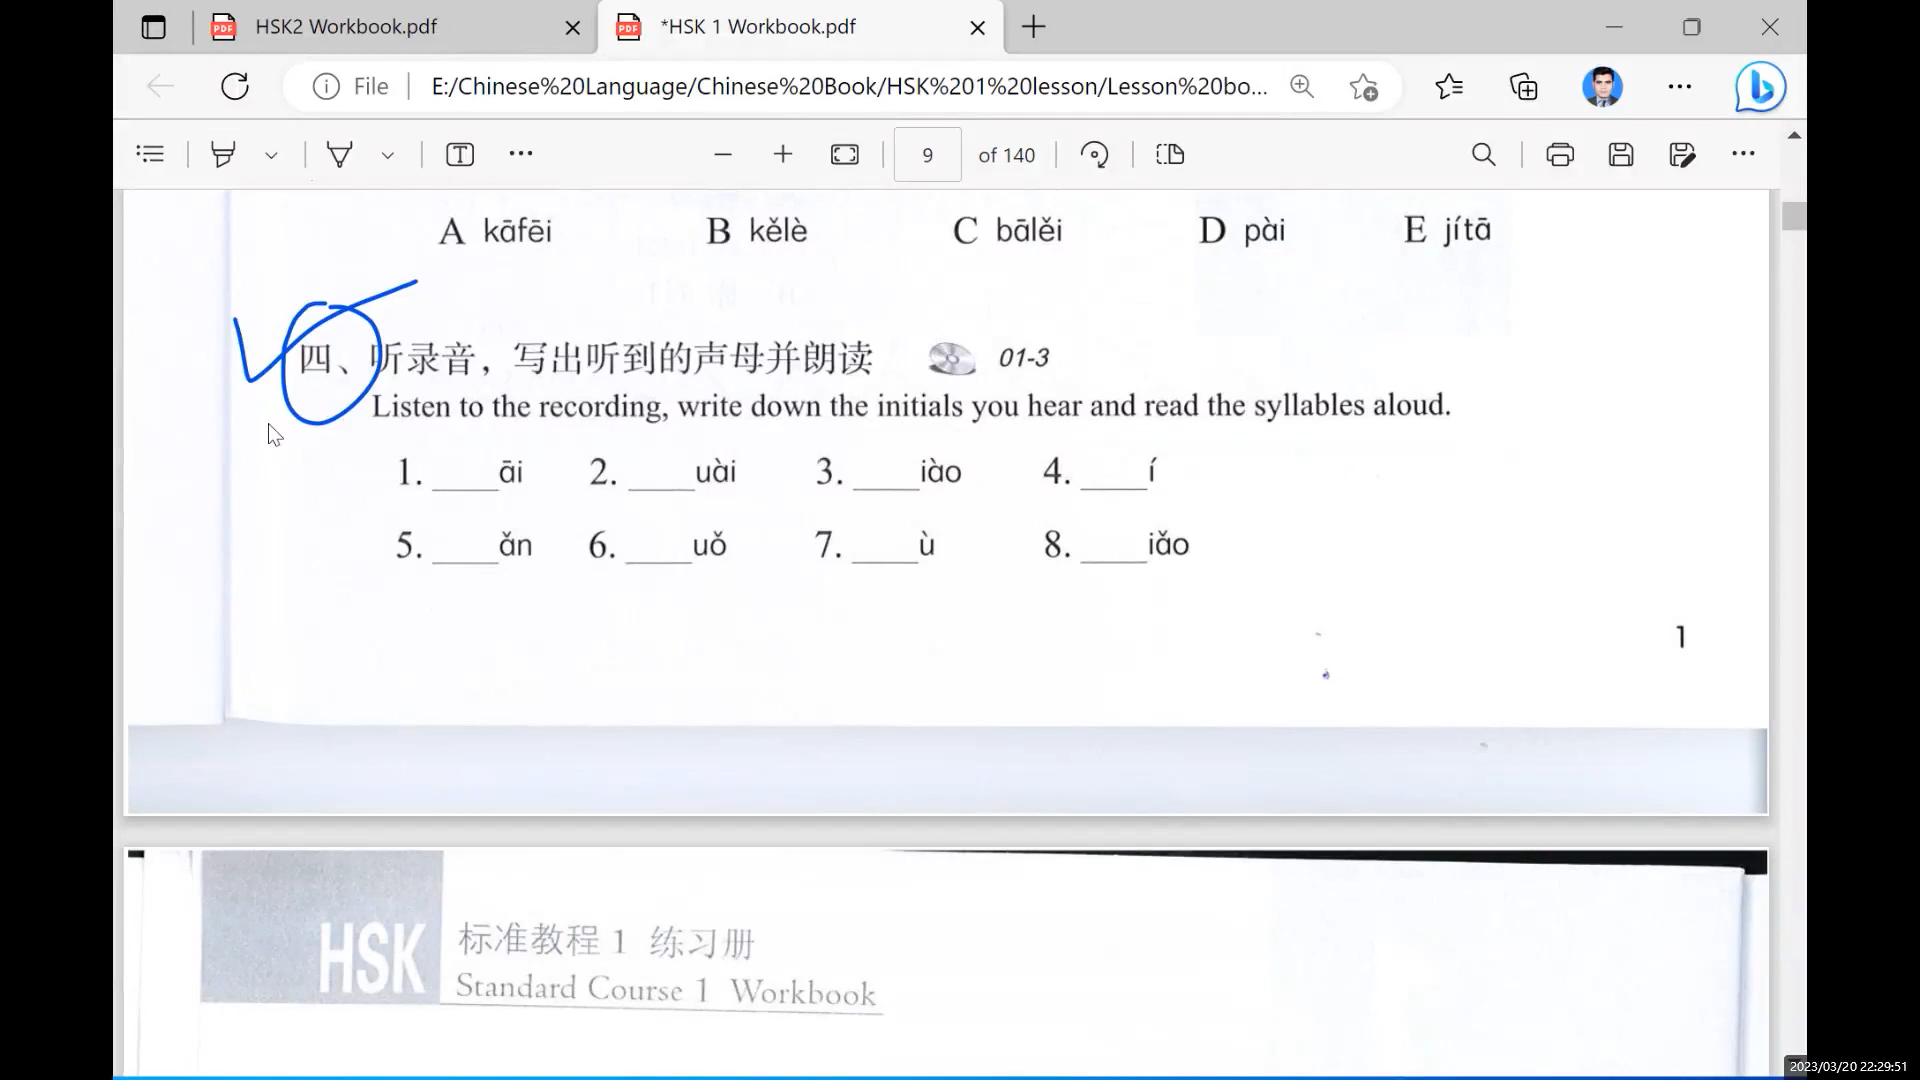 HSK2 Workbook.pdf
*HSK 1 Workbook.pdf
File
E:/Chinese%20Language/Chinese%20Book/HSK%201%20lesson/Lesson%20bo...
9 of 140
A kāfēi B kělè C bālěi D pài E jítā
四、听录音，写出听到的声母并朗读 01-3
Listen to the recording, write down the initials you hear and read the syllables aloud.
1. ____āi 2. ____uài 3. ____iào 4. ____í
5. ____ǎn 6. ____uǒ 7. ____ù 8. ____iǎo
1
HSK 标准教程 1 练习册
Standard Course 1 Workbook
2023/03/20 22:29:51